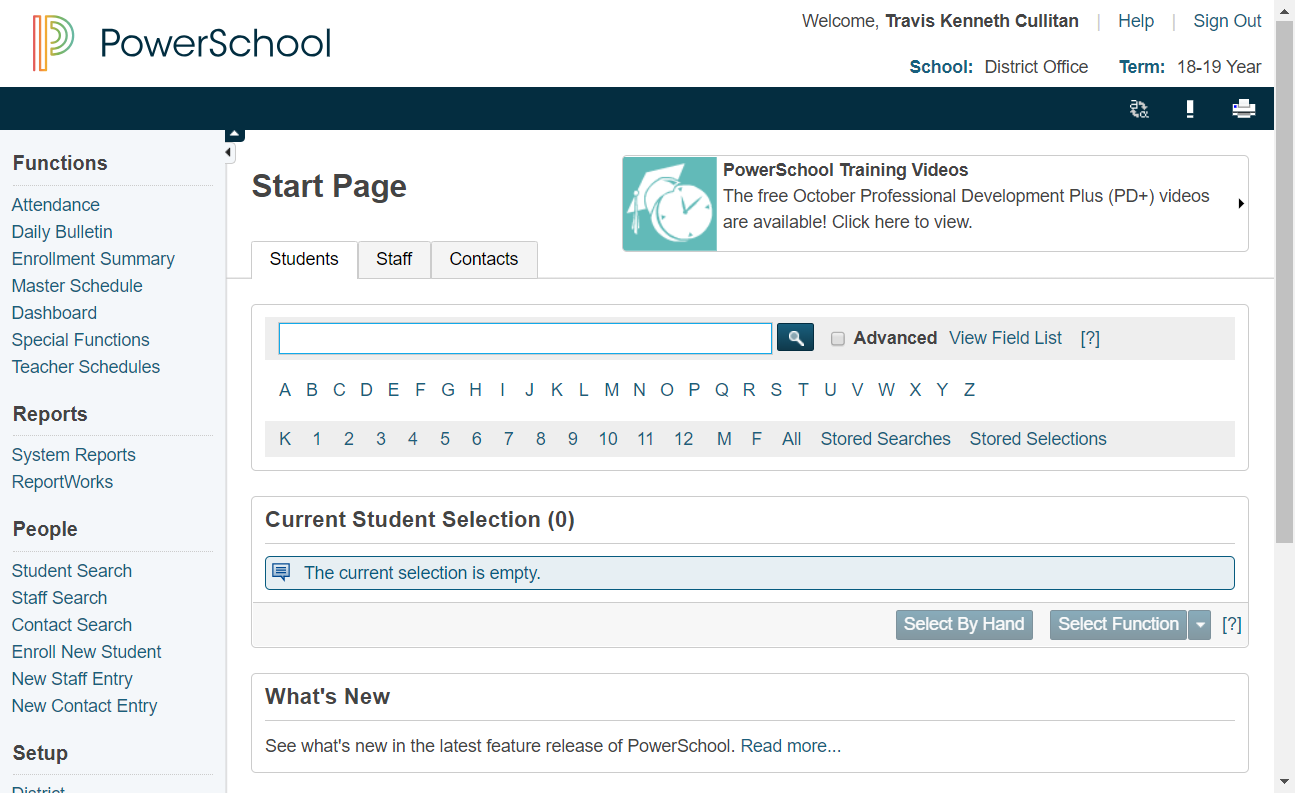 PowerSchool
Welcome, Travis Kenneth Cullitan | Help | Sign Out
School: District Office Term: 18-19 Year
Functions
Attendance
Daily Bulletin
Enrollment Summary
Master Schedule
Dashboard
Special Functions
Teacher Schedules
Reports
System Reports
ReportWorks
People
Student Search
Staff Search
Contact Search
Enroll New Student
New Staff Entry
New Contact Entry
Setup
District
Start Page
PowerSchool Training Videos
The free October Professional Development Plus (PD+) videos
are available! Click here to view.
Students Staff Contacts
Advanced View Field List [?]
A B C D E F G H I J K L M N O P Q R S T U V W X Y Z
K 1 2 3 4 5 6 7 8 9 10 11 12 M F All Stored Searches Stored Selections
Current Student Selection (0)
The current selection is empty.
Select By Hand Select Function [?]
What's New
See what's new in the latest feature release of PowerSchool. Read more...